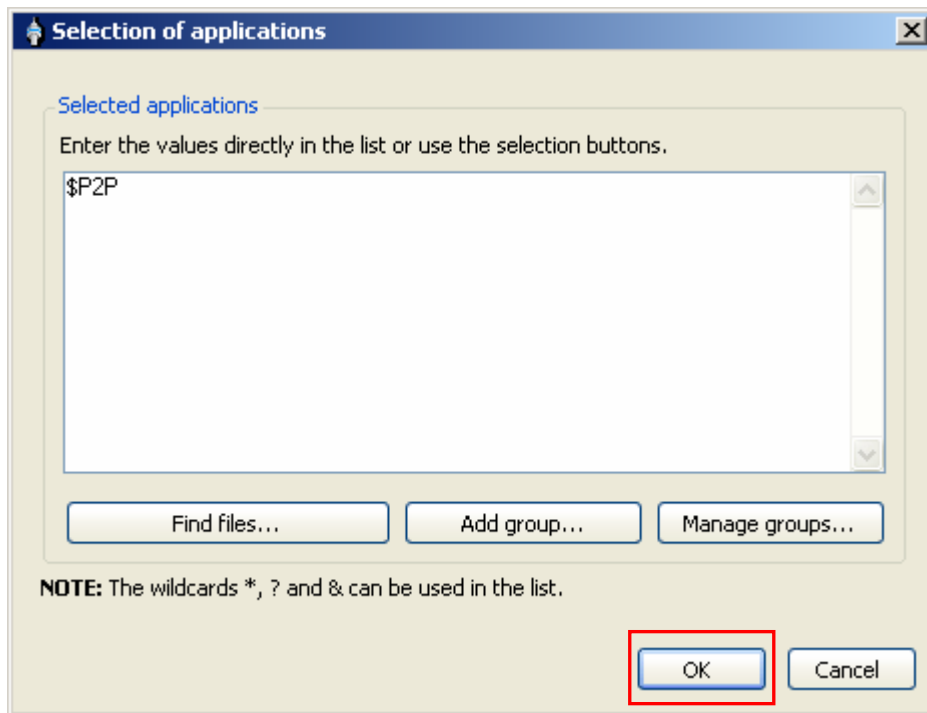 Selection of applications
Selected applications
Enter the values directly in the list or use the selection buttons.
$P2P
Find files... Add group... Manage groups...
NOTE: The wildcards *, ? and & can be used in the list.
OK Cancel